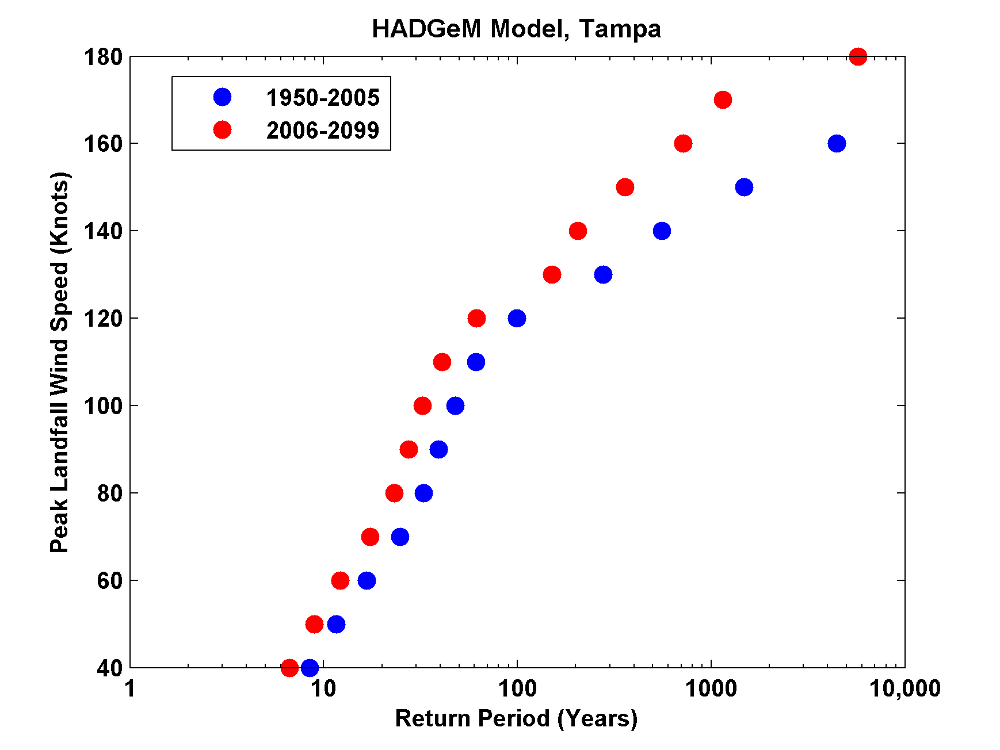 HADGeM Model, Tampa
180
160
140
120
100
80
60
40
Peak Landfall Wind Speed (Knots)
1950-2005
2006-2099
1 10 100 1000 10,000
Return Period (Years)